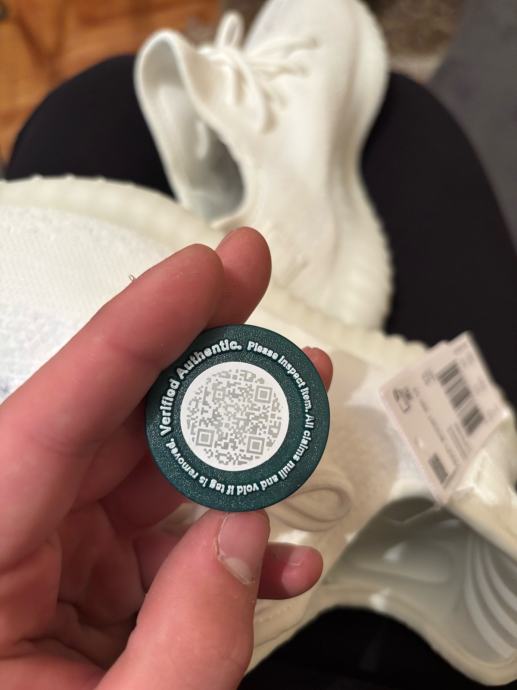 Verified Authentic. Please inspect item. All claims null and void if tag is removed.